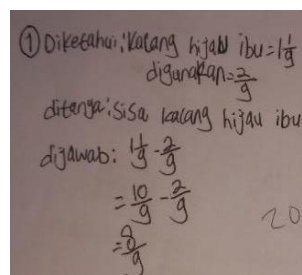 ① Diketahui: Kacang hijau ibu = 1 1/9
digunakan = 2/9
ditanya: Sisa kacang hijau ibu
dijawab: 1 1/9 - 2/9
= 10/9 - 2/9
= 8/9
20